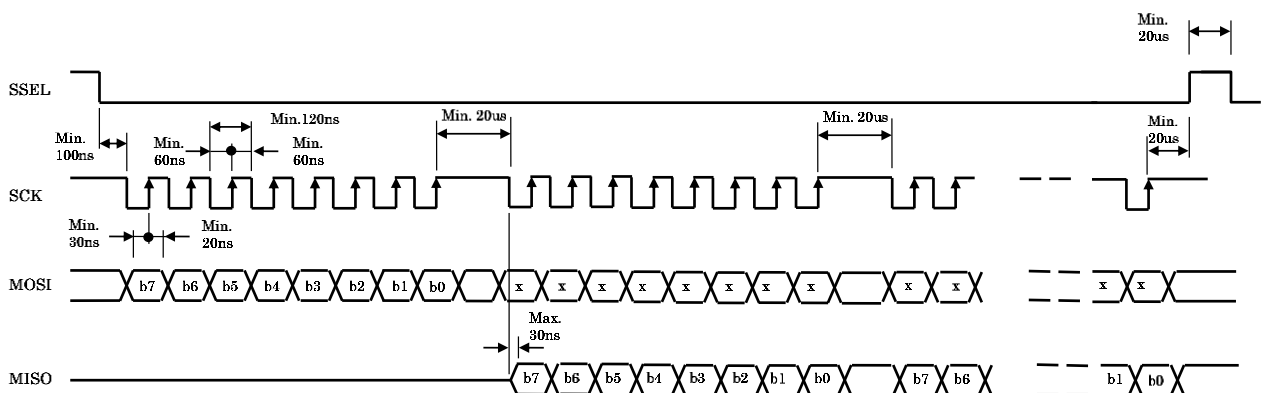 Min.
20us
SSEL
Min.
100ns
Min.
60ns
Min.120ns
Min.
60ns
Min. 20us
Min. 20us
Min.
20us
SCK
Min.
30ns
Min.
20ns
MOSI
b7 b6 b5 b4 b3 b2 b1 b0 x x x x x x x x x x x x
Max.
30ns
MISO
b7 b6 b5 b4 b3 b2 b1 b0 b7 b6 b1 b0